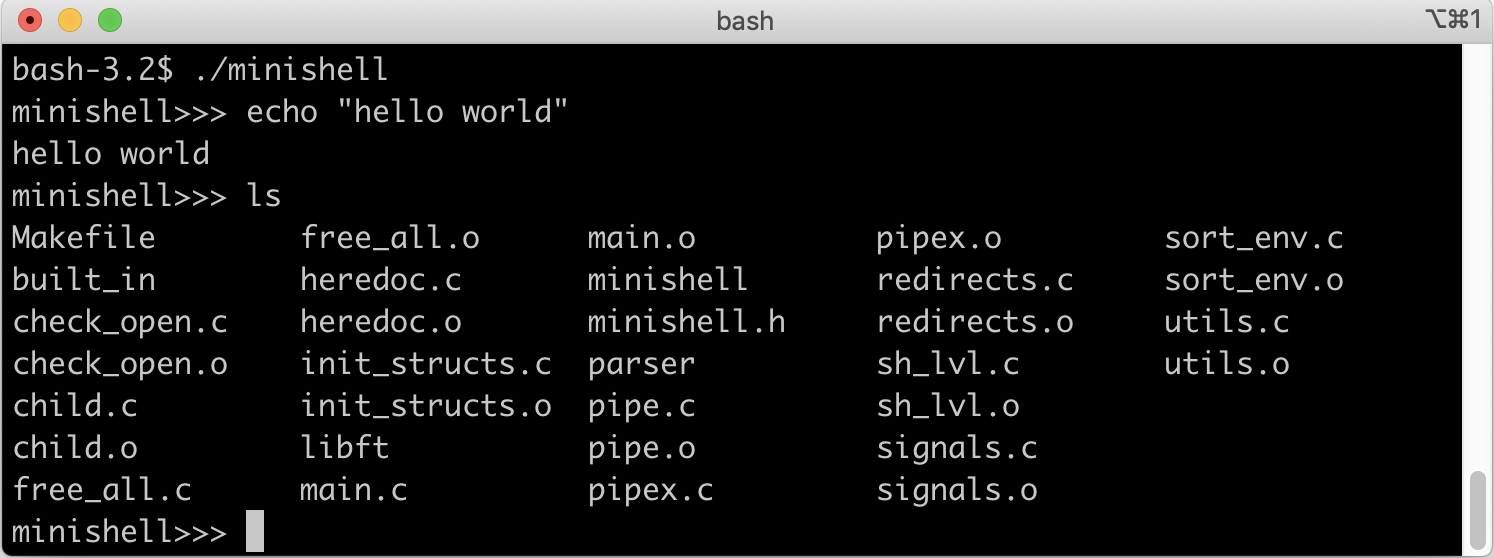 bash ⌥⌘1
bash-3.2$ ./minishell
minishell>>> echo "hello world"
hello world
minishell>>> ls
Makefile free_all.o main.o pipex.o sort_env.c
built_in heredoc.c minishell redirects.c sort_env.o
check_open.c heredoc.o minishell.h redirects.o utils.c
check_open.o init_structs.c parser sh_lvl.c utils.o
child.c init_structs.o pipe.c sh_lvl.o
child.o libft pipe.o signals.c
free_all.c main.c pipex.c signals.o
minishell>>>